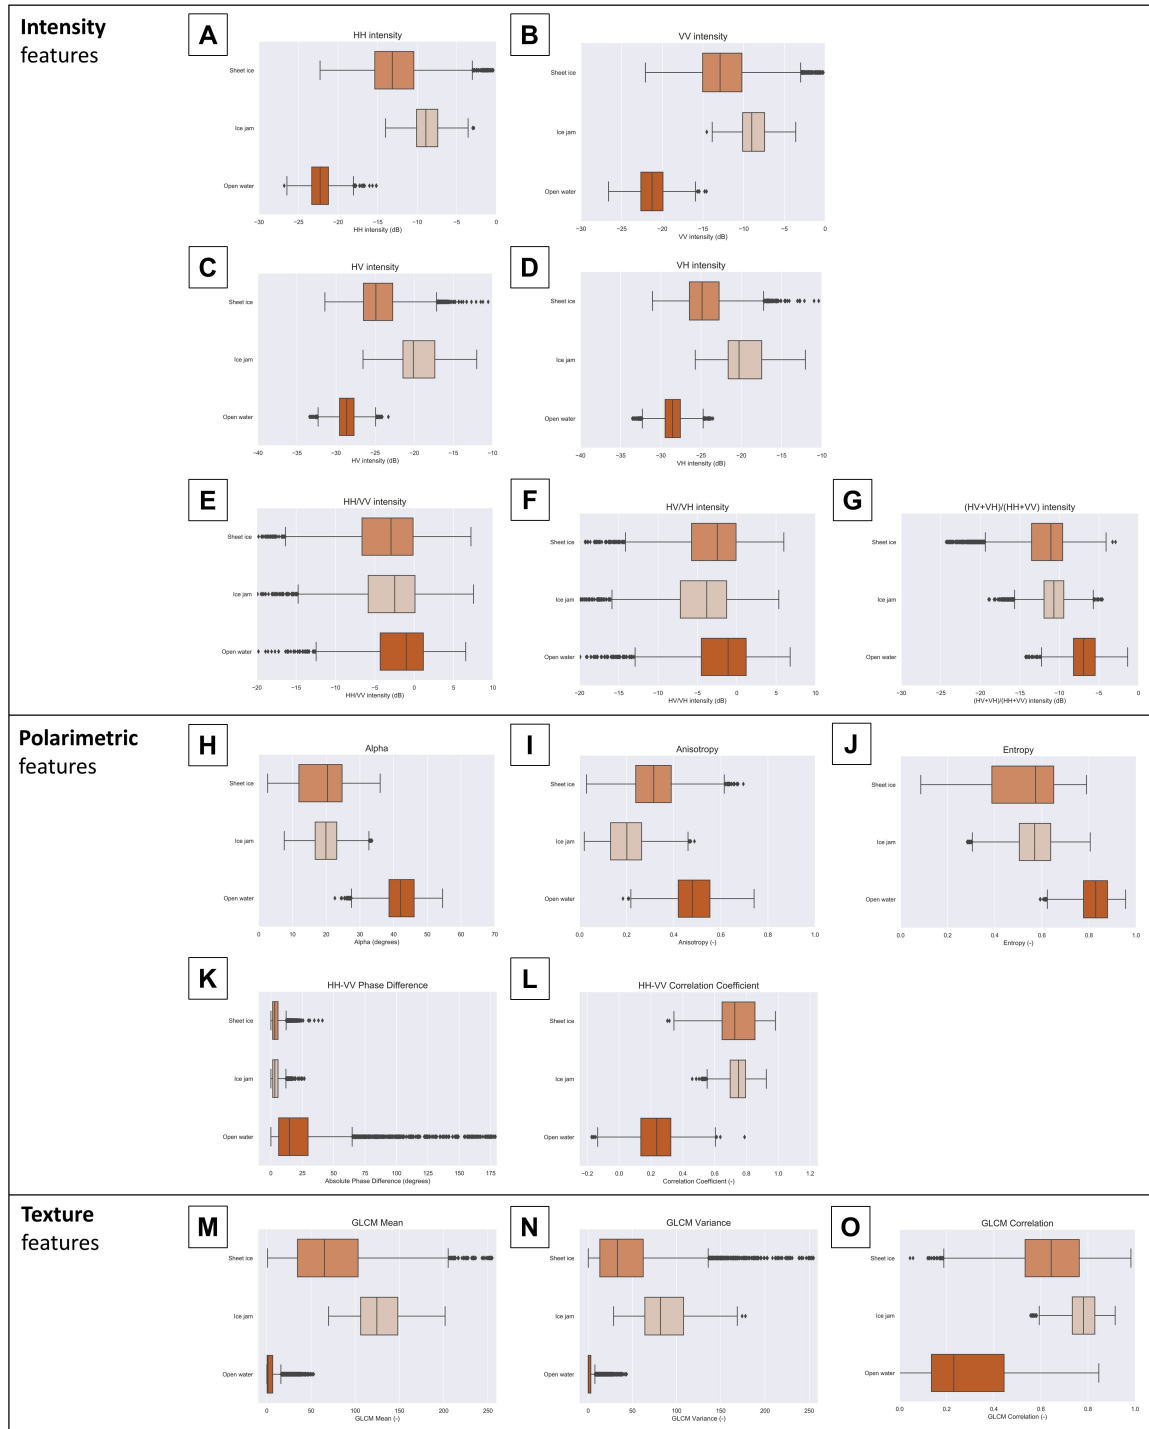 Intensity
features
A
HH intensity
Sheet ice
Ice jam
Open water
−30 −25 −20 −15 −10 −5 0
HH intensity (dB)
B
VV intensity
Sheet ice
Ice jam
Open water
−30 −25 −20 −15 −10 −5 0
VV intensity (dB)
C
HV intensity
Sheet ice
Ice jam
Open water
−40 −35 −30 −25 −20 −15 −10
HV intensity (dB)
D
VH intensity
Sheet ice
Ice jam
Open water
−40 −35 −30 −25 −20 −15 −10
VH intensity (dB)
E
HH/VV intensity
Sheet ice
Ice jam
Open water
−20 −15 −10 −5 0 5 10
HH/VV intensity (dB)
F
HV/VH intensity
Sheet ice
Ice jam
Open water
−20 −15 −10 −5 0 5 10
HV/VH intensity (dB)
G
(HV+VH)/(HH+VV) intensity
Sheet ice
Ice jam
Open water
−30 −25 −20 −15 −10 −5 0
(HV+VH)/(HH+VV) intensity (dB)
Polarimetric
features
H
Alpha
Sheet ice
Ice jam
Open water
0 10 20 30 40 50 60 70
Alpha (degrees)
I
Anisotropy
Sheet ice
Ice jam
Open water
0.0 0.2 0.4 0.6 0.8 1.0
Anisotropy (-)
J
Entropy
Sheet ice
Ice jam
Open water
0.0 0.2 0.4 0.6 0.8 1.0
Entropy (-)
K
HH-VV Phase Difference
Sheet ice
Ice jam
Open water
0 25 50 75 100 125 150 175
Absolute Phase Difference (degrees)
L
HH-VV Correlation Coefficient
Sheet ice
Ice jam
Open water
−0.2 0.0 0.2 0.4 0.6 0.8 1.0 1.2
Correlation Coefficient (-)
Texture
features
M
GLCM Mean
Sheet ice
Ice jam
Open water
0 50 100 150 200 250
GLCM Mean (-)
N
GLCM Variance
Sheet ice
Ice jam
Open water
0 50 100 150 200 250
GLCM Variance (-)
O
GLCM Correlation
Sheet ice
Ice jam
Open water
0.0 0.2 0.4 0.6 0.8 1.0
GLCM Correlation (-)